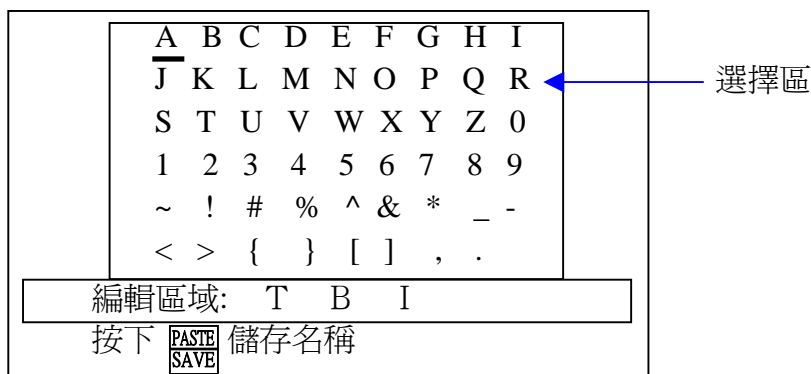 A B C D E F G H I
J K L M N O P Q R
選擇區
S T U V W X Y Z 0
1 2 3 4 5 6 7 8 9
~ ! # % ^ & * _ -
< > { } [ ] , .
編輯區域: T B I
按下 PASTE SAVE 儲存名稱